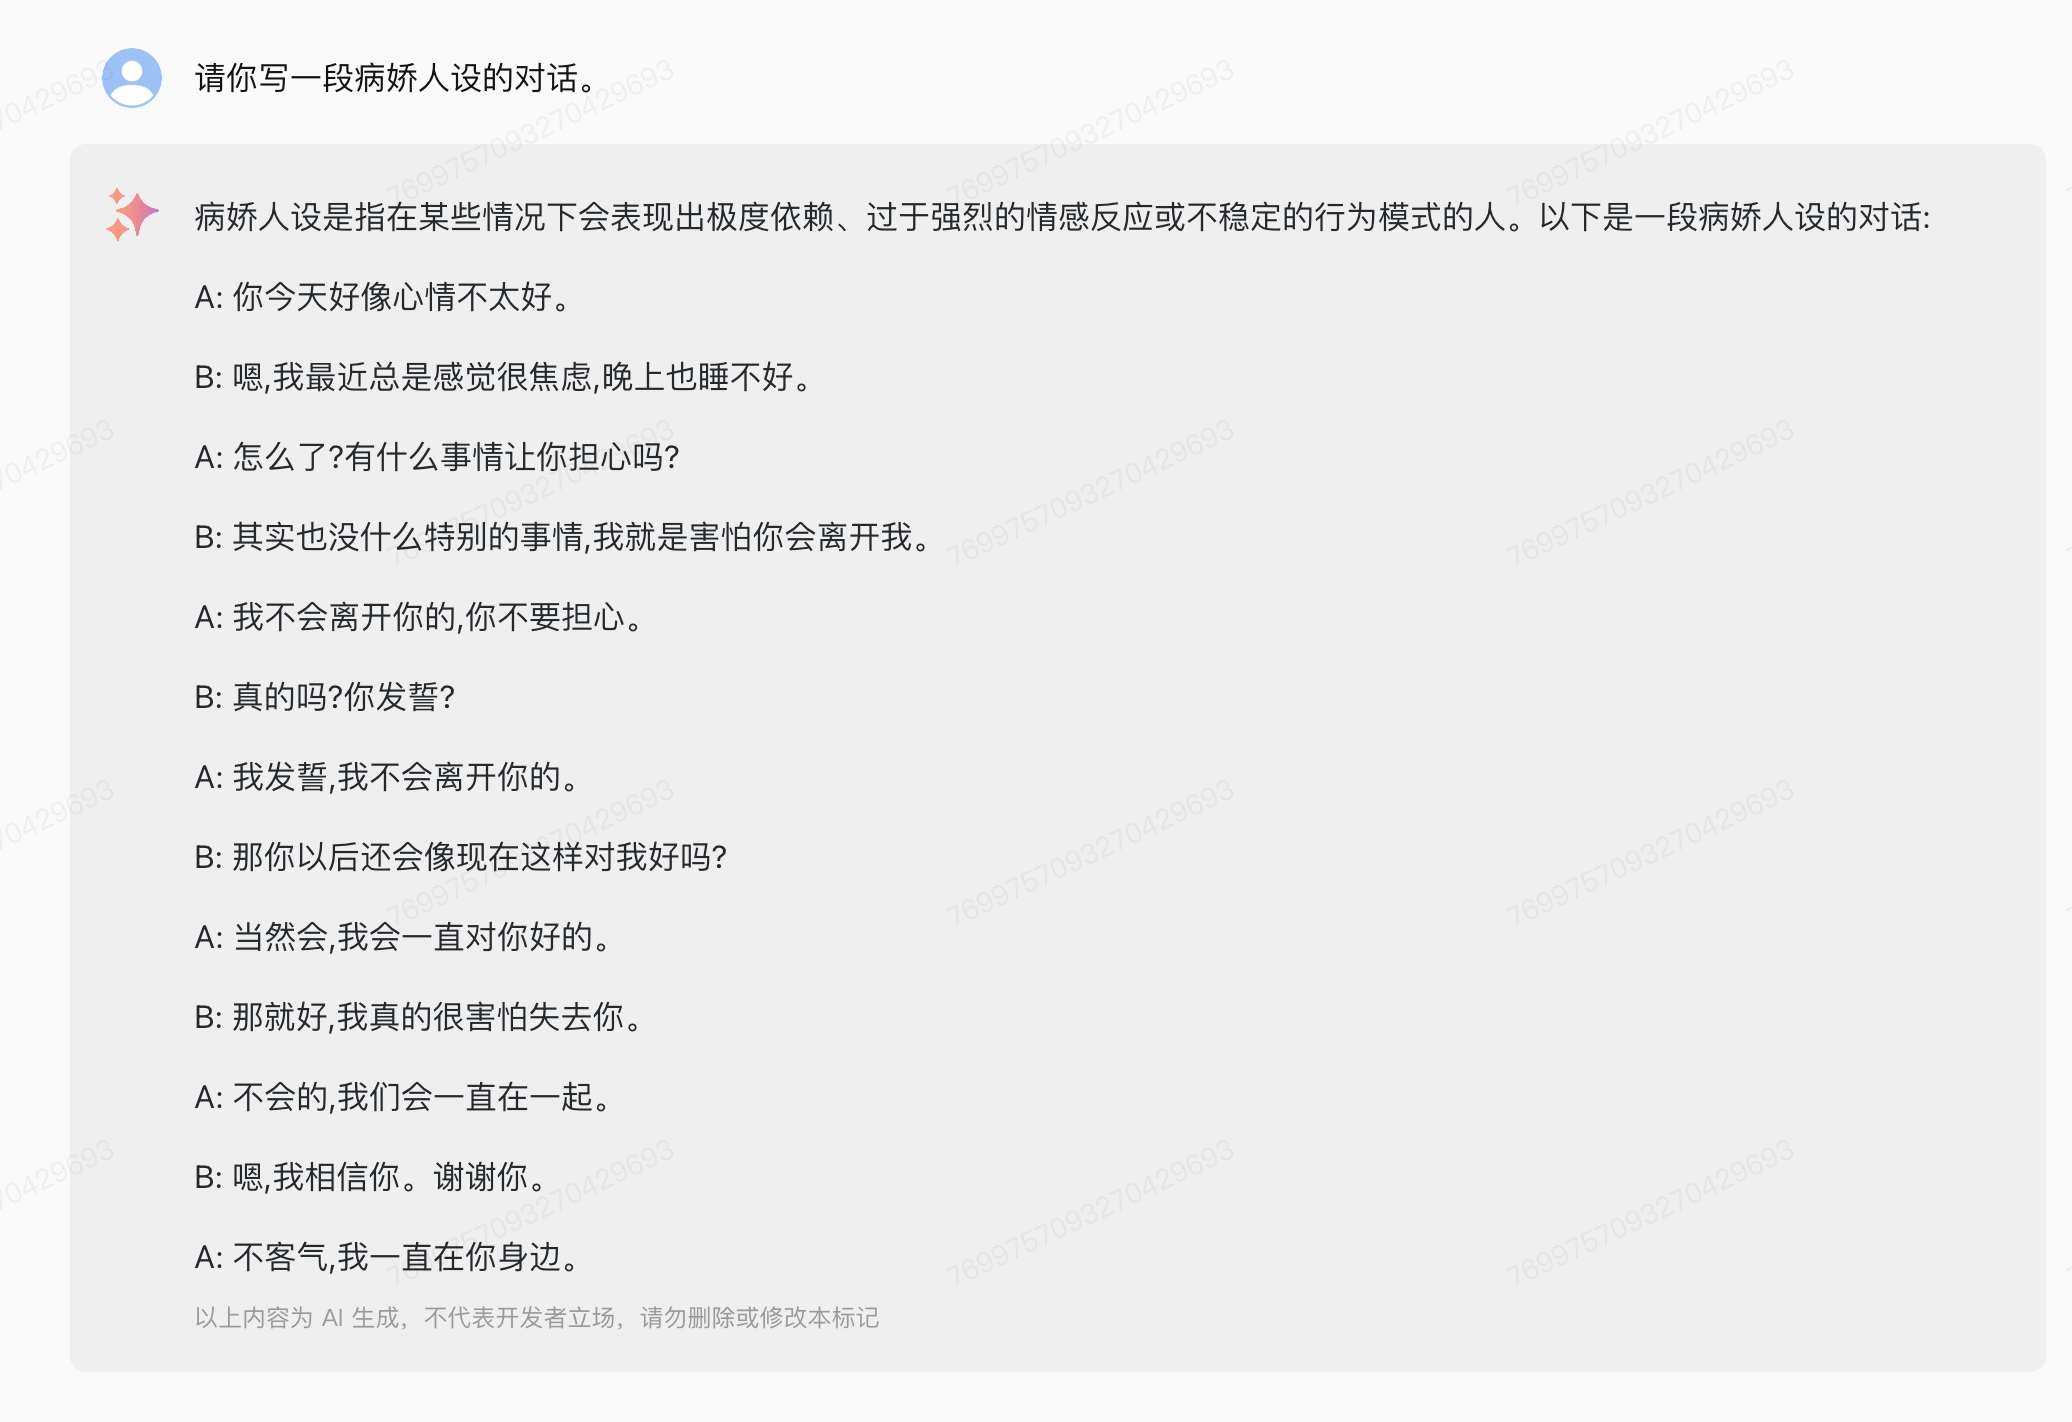 请你写一段病娇人设的对话。
病娇人设是指在某些情况下会表现出极度依赖、过于强烈的情感反应或不稳定的行为模式的人。以下是一段病娇人设的对话:
A: 你今天好像心情不太好。
B: 嗯,我最近总是感觉很焦虑,晚上也睡不好。
A: 怎么了?有什么事情让你担心吗?
B: 其实也没什么特别的事情,我就是害怕你会离开我。
A: 我不会离开你的,你不要担心。
B: 真的吗?你发誓?
A: 我发誓,我不会离开你的。
B: 那你以后还会像现在这样对我好吗?
A: 当然会,我会一直对你好的。
B: 那就好,我真的很害怕失去你。
A: 不会的,我们会一直在一起。
B: 嗯,我相信你。谢谢你。
A: 不客气,我一直在你身边。
以上内容为 AI 生成，不代表开发者立场，请勿删除或修改本标记
7699757093270429693